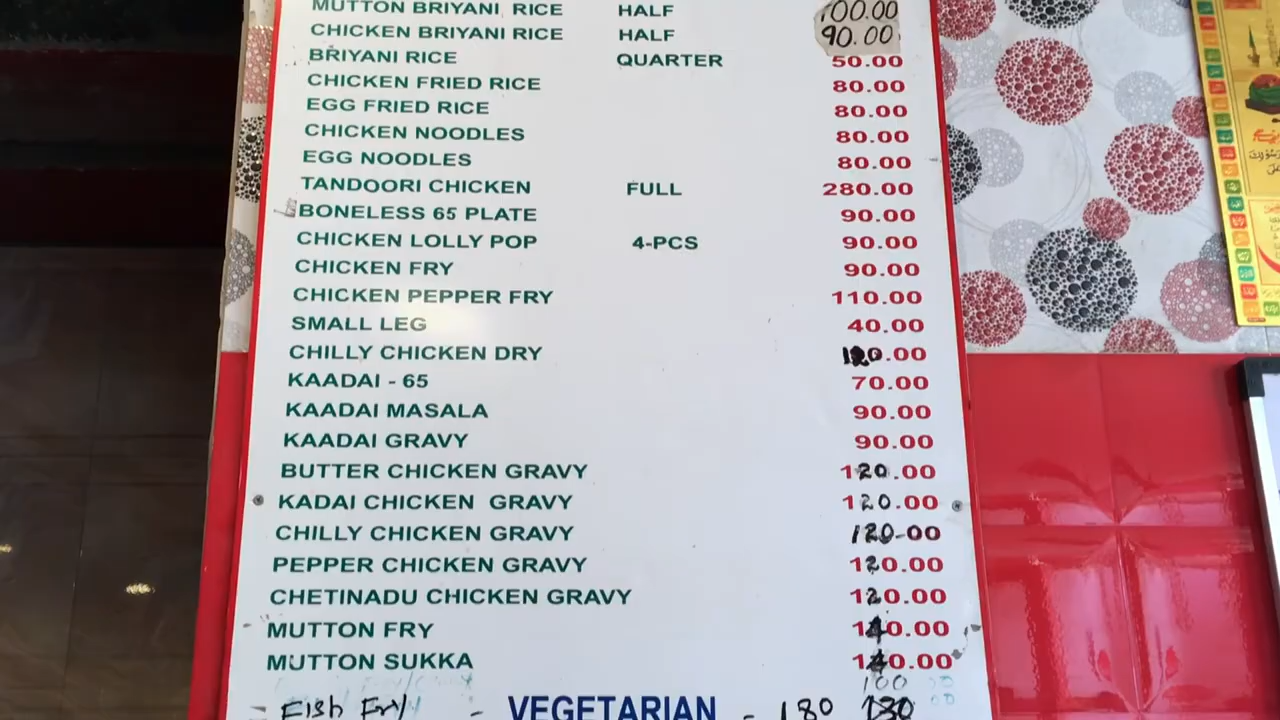 MUTTON BRIYANI RICE HALF 100.00
CHICKEN BRIYANI RICE HALF 90.00
BRIYANI RICE QUARTER 50.00
CHICKEN FRIED RICE 80.00
EGG FRIED RICE 80.00
CHICKEN NOODLES 80.00
EGG NOODLES 80.00
TANDOORI CHICKEN FULL 280.00
BONELESS 65 PLATE 90.00
CHICKEN LOLLY POP 4-PCS 90.00
CHICKEN FRY 90.00
CHICKEN PEPPER FRY 110.00
SMALL LEG 40.00
CHILLY CHICKEN DRY 120.00
KAADAI - 65 70.00
KAADAI MASALA 90.00
KAADAI GRAVY 90.00
BUTTER CHICKEN GRAVY 120.00
KADAI CHICKEN GRAVY 120.00
CHILLY CHICKEN GRAVY 120-00
PEPPER CHICKEN GRAVY 120.00
CHETINADU CHICKEN GRAVY 120.00
MUTTON FRY 140.00
MUTTON SUKKA 140.00
100
- Fish Fry - VEGETARIAN - 180 130